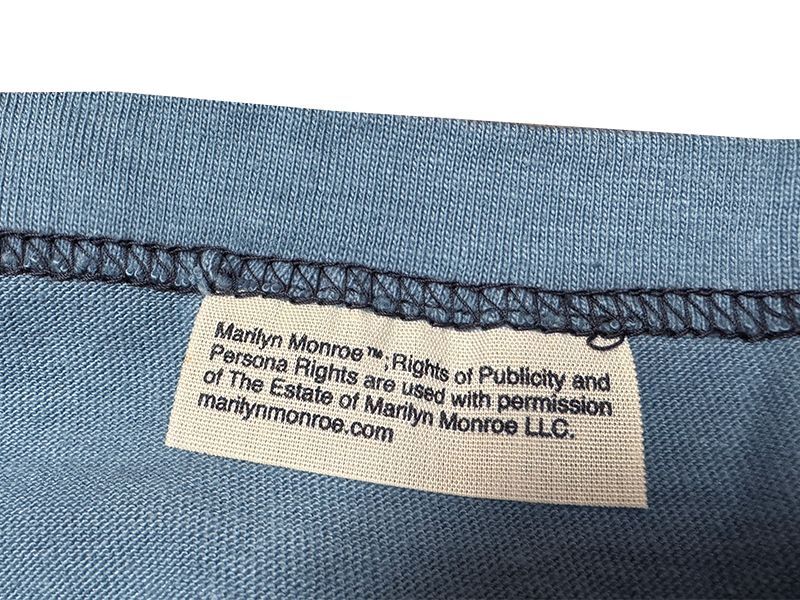 Marilyn Monroe™, Rights of Publicity and
Persona Rights are used with permission
of The Estate of Marilyn Monroe LLC.
marilynmonroe.com